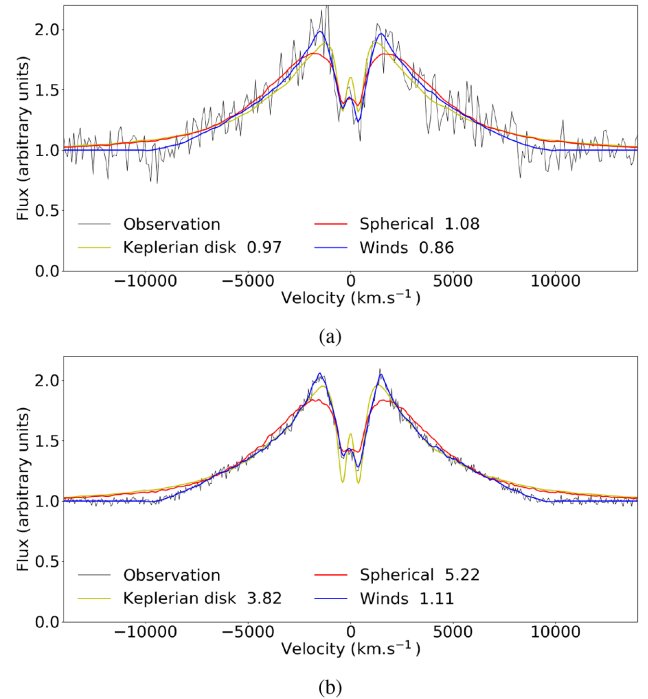 2.0
1.5
1.0
0.5
0.0
Flux (arbitrary units)
Observation
Spherical 1.08
Keplerian disk 0.97
Winds 0.86
−10000 −5000 0 5000 10000
Velocity (km.s⁻¹)
(a)
2.0
1.5
1.0
0.5
0.0
Flux (arbitrary units)
Observation
Spherical 5.22
Keplerian disk 3.82
Winds 1.11
−10000 −5000 0 5000 10000
Velocity (km.s⁻¹)
(b)